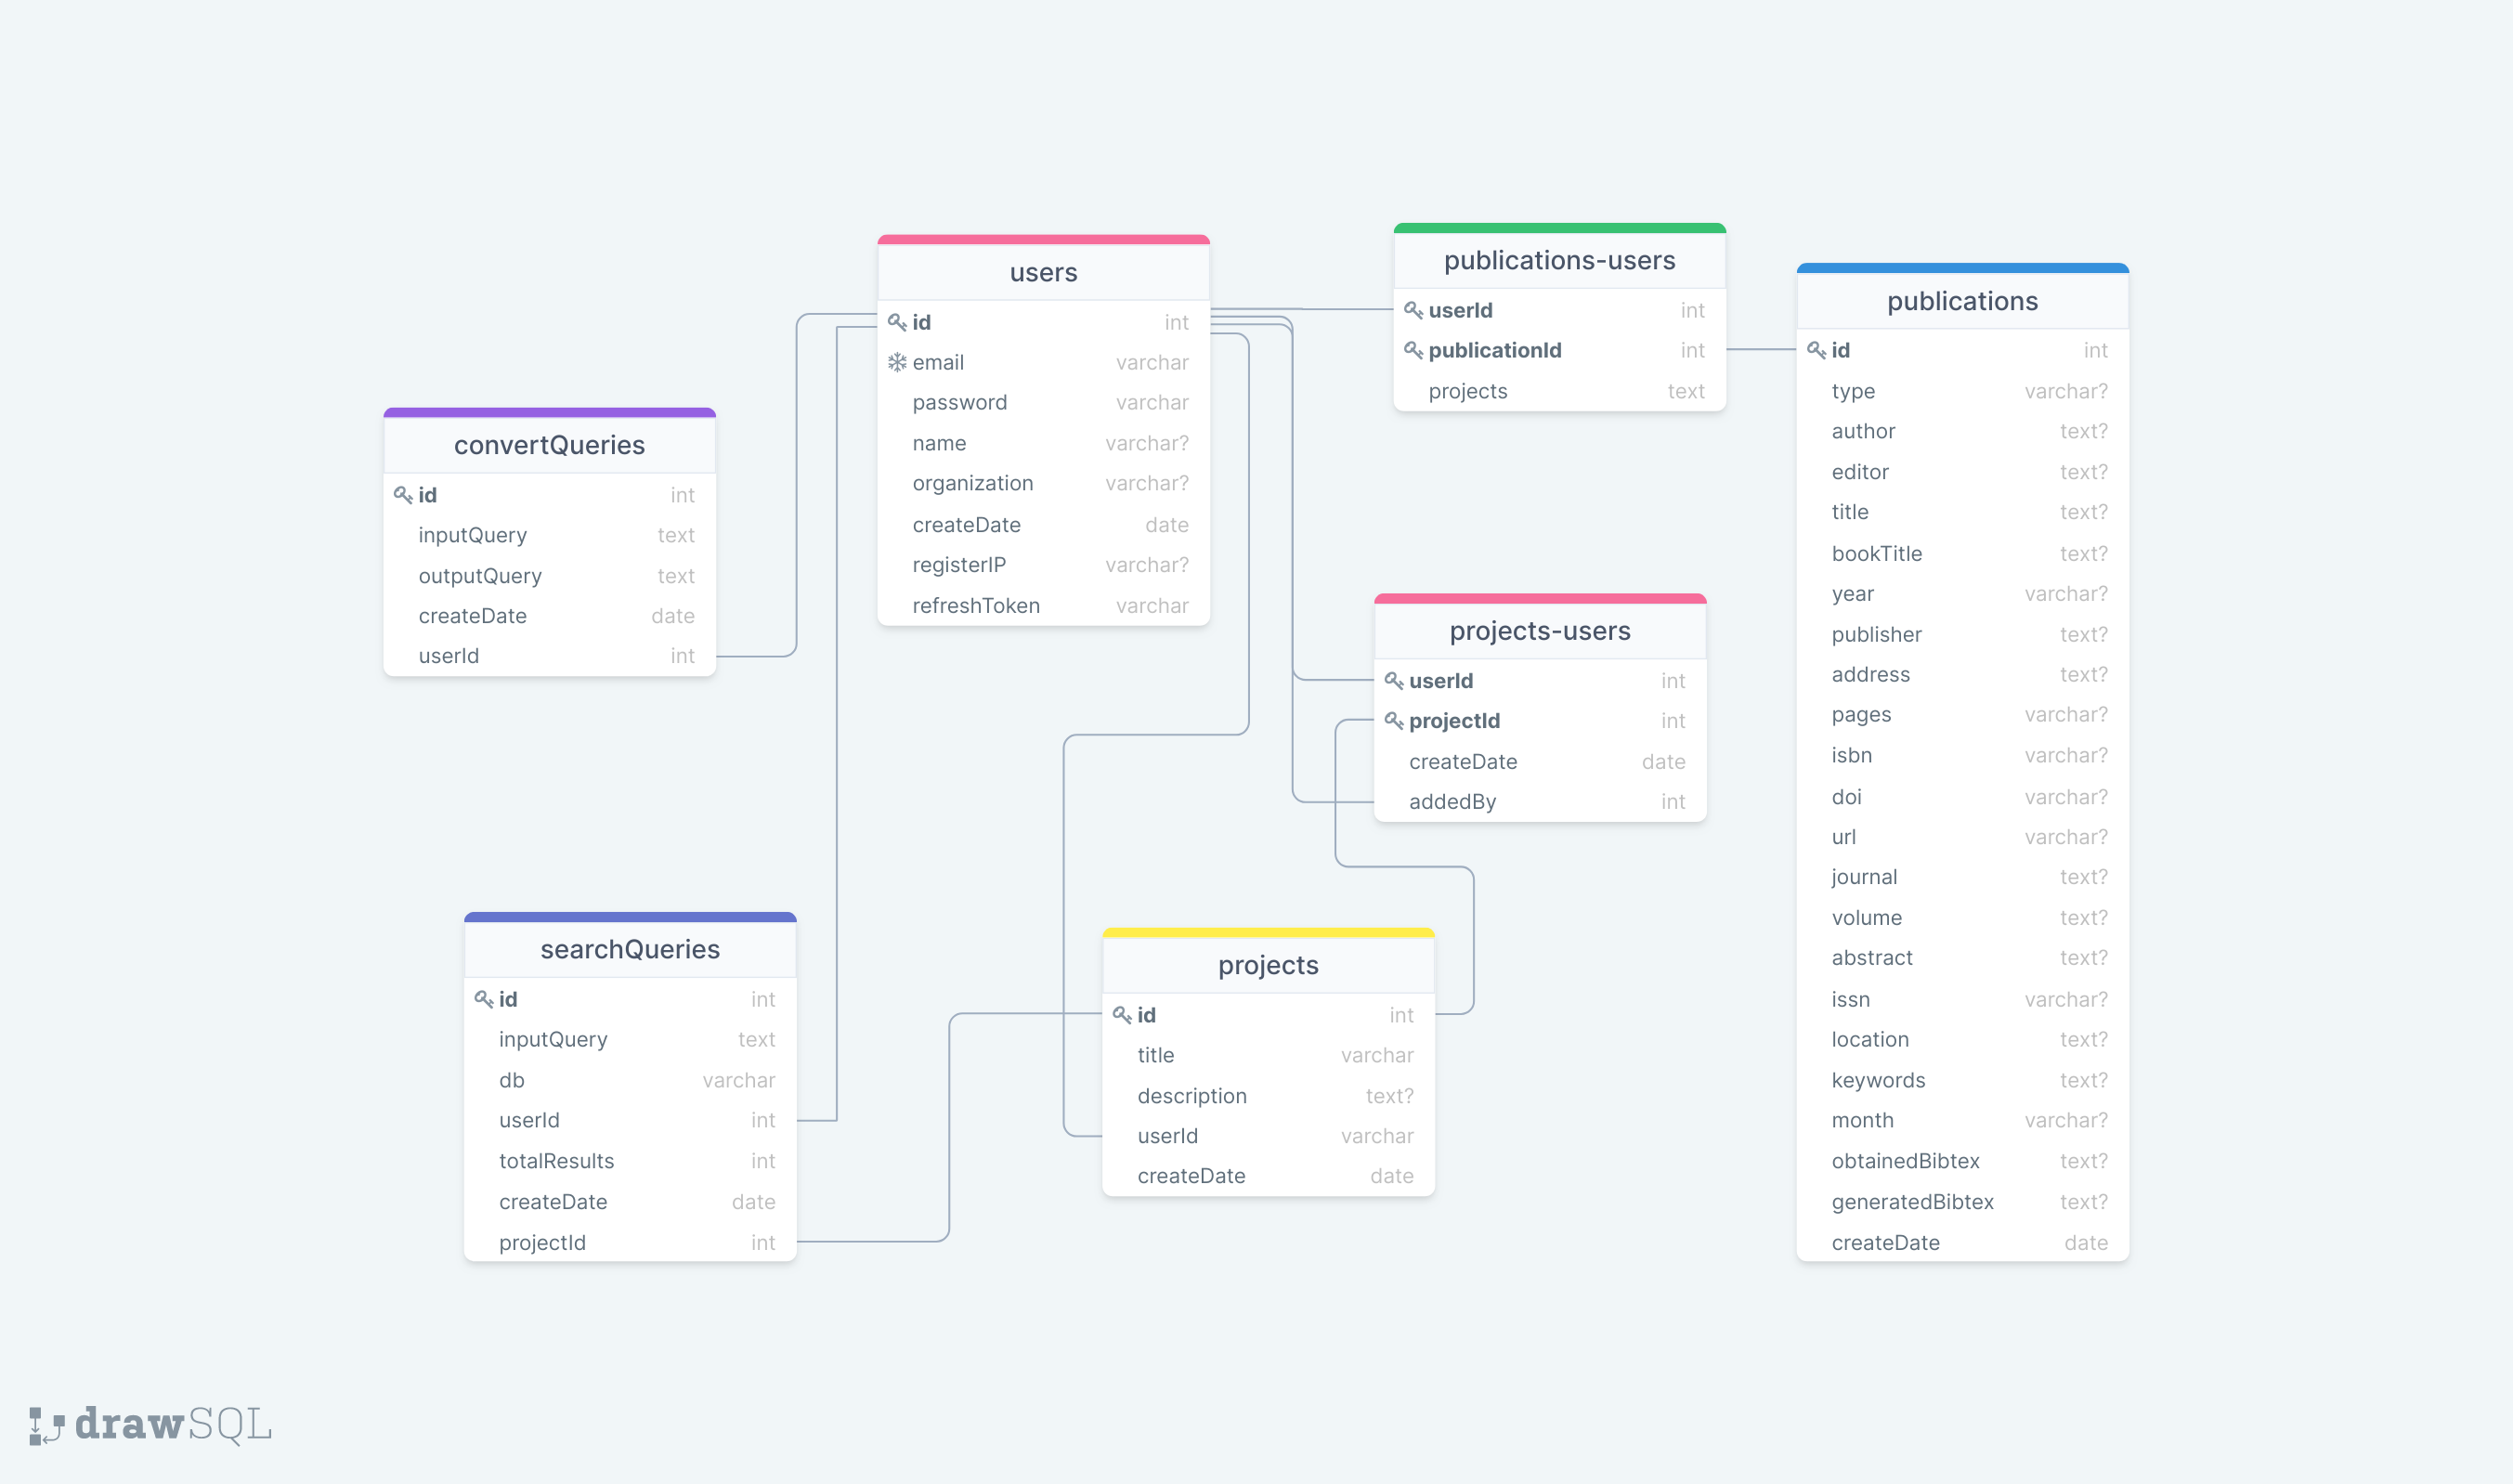 users
id int
email varchar
password varchar
name varchar?
organization varchar?
createDate date
registerIP varchar?
refreshToken varchar
publications-users
userId int
publicationId int
projects text
publications
id int
type varchar?
author text?
editor text?
title text?
bookTitle text?
year varchar?
publisher text?
address text?
pages varchar?
isbn varchar?
doi varchar?
url varchar?
journal text?
volume text?
abstract text?
issn varchar?
location text?
keywords text?
month varchar?
obtainedBibtex text?
generatedBibtex text?
createDate date
convertQueries
id int
inputQuery text
outputQuery text
createDate date
userId int
projects-users
userId int
projectId int
createDate date
addedBy int
searchQueries
id int
inputQuery text
db varchar
userId int
totalResults int
createDate date
projectId int
projects
id int
title varchar
description text?
userId varchar
createDate date
drawSQL